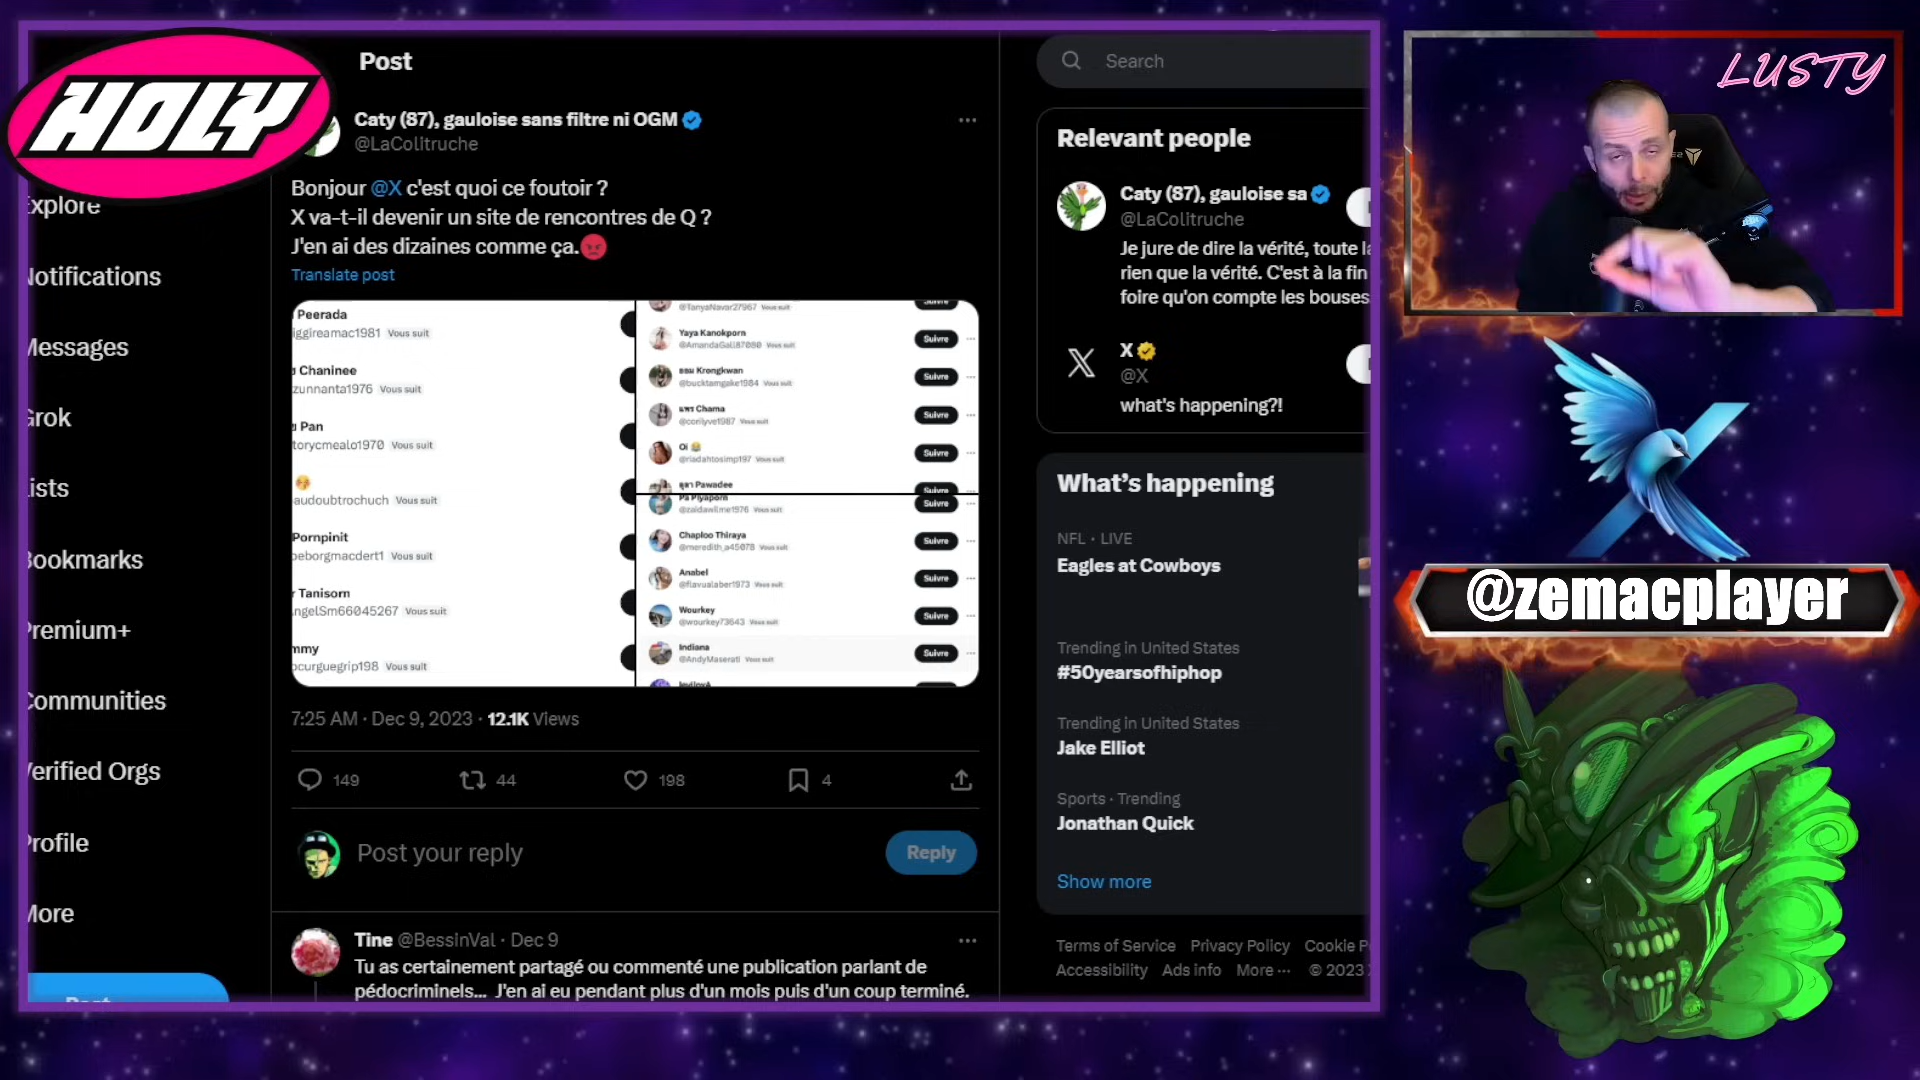 HOLY
Post
Caty (87), gauloise sans filtre ni OGM
@LaColitruche
Bonjour @X c'est quoi ce foutoir ?
X va-t-il devenir un site de rencontres de Q ?
J'en ai des dizaines comme ça.
Translate post
Peerada
iggireamac1981 Vous suit
Chaninee
zunnanta1976 Vous suit
Pan
torycmealo1970 Vous suit
audoubtrochuch Vous suit
Pornpinit
beborgmacdert1 Vous suit
Tanisorn
ngelSm66045267 Vous suit
mmy
ocurguegrip198 Vous suit
@TanyaNavar27967 Vous suit
Suivre
Yaya Kanokporn
@AmandaGall87080 Vous suit
Suivre
Krongkwan
@bucktamgake1984 Vous suit
Suivre
แพร Chama
@corilyve1987 Vous suit
Suivre
Oi
@riadahtosimp197 Vous suit
Suivre
Pawadee
Suivre
Pa Piyaporn
@zaidawilme1976 Vous suit
Suivre
Chaploo Thiraya
@meredith_a45078 Vous suit
Suivre
Anabel
@flavualaber1973 Vous suit
Suivre
Wourkey
@wourkey73643 Vous suit
Suivre
Indiana
@AndyMaserati Vous suit
Suivre
7:25 AM · Dec 9, 2023 · 12.1K Views
149 44 198 4
Post your reply
Reply
Tine @BessinVal · Dec 9
Tu as certainement partagé ou commenté une publication parlant de
pédocriminels... J'en ai eu pendant plus d'un mois puis d'un coup terminé.
Explore
Notifications
Messages
Grok
Lists
Bookmarks
Premium+
Communities
Verified Orgs
Profile
More
Post
Search
Relevant people
Caty (87), gauloise sa
@LaColitruche
Je jure de dire la vérité, toute la
rien que la vérité. C'est à la fin
foire qu'on compte les bouses
X
@X
what's happening?!
What's happening
NFL · LIVE
Eagles at Cowboys
Trending in United States
#50yearsofhiphop
Trending in United States
Jake Elliot
Sports · Trending
Jonathan Quick
Show more
Terms of Service Privacy Policy Cookie P
Accessibility Ads info More ··· © 2023
LUSTY
@zemacplayer